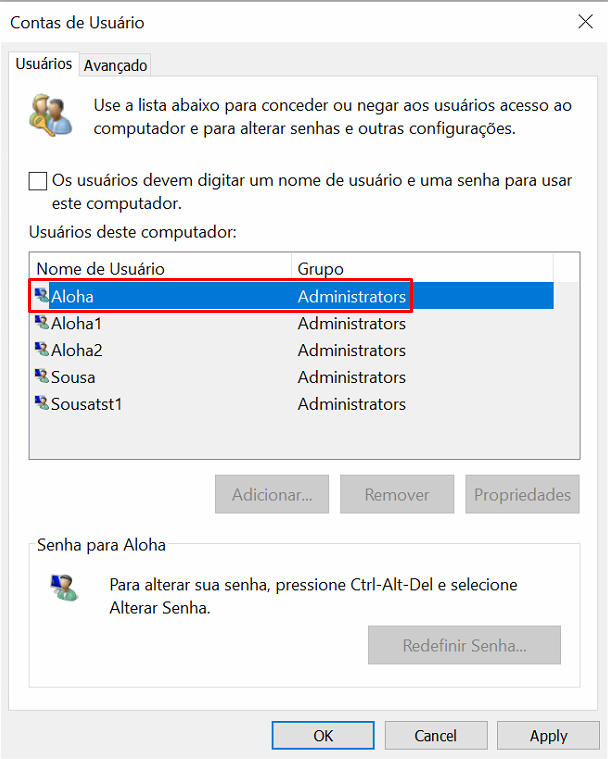 Contas de Usuário
Usuários
Avançado
Use a lista abaixo para conceder ou negar aos usuários acesso ao
computador e para alterar senhas e outras configurações.
Os usuários devem digitar um nome de usuário e uma senha para usar
este computador.
Usuários deste computador:
Nome de Usuário Grupo
Aloha Administrators
Aloha1 Administrators
Aloha2 Administrators
Sousa Administrators
Sousatst1 Administrators
Adicionar... Remover Propriedades
Senha para Aloha
Para alterar sua senha, pressione Ctrl-Alt-Del e selecione
Alterar Senha.
Redefinir Senha...
OK Cancel Apply